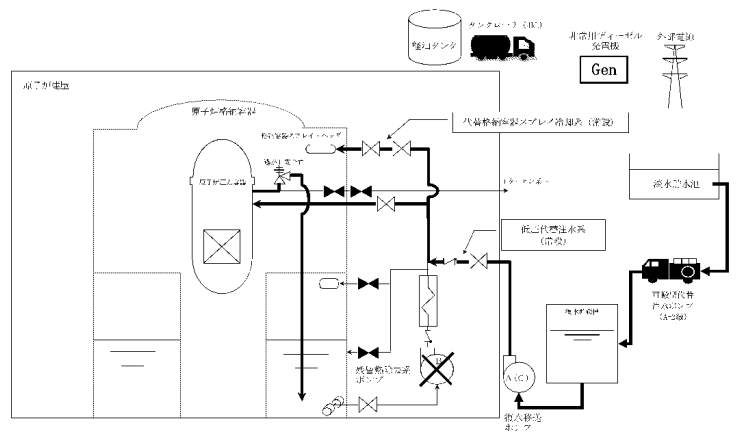 軽油タンク
タンクローリ(4kL)
非常用ディーゼル
発電機
Gen
外部電源
原子炉建屋
原子炉格納容器
格納容器スプレイ・ヘッダ
代替格納容器スプレイ冷却系(常設)
原子炉圧力容器
主タービン系へ
淡水貯水池
低圧代替注水系
(常設)
可搬型代替
注水ポンプ
(A-2級)
復水貯蔵槽
残留熱除去系
ポンプ
B
A(C)
復水移送
ポンプ